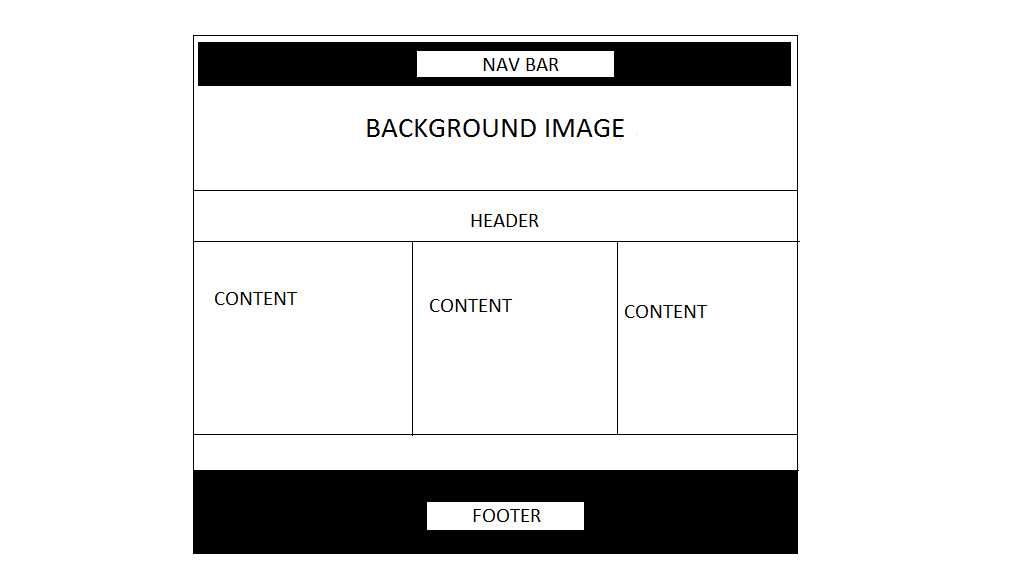 NAV BAR
BACKGROUND IMAGE
HEADER
CONTENT
CONTENT
CONTENT
FOOTER